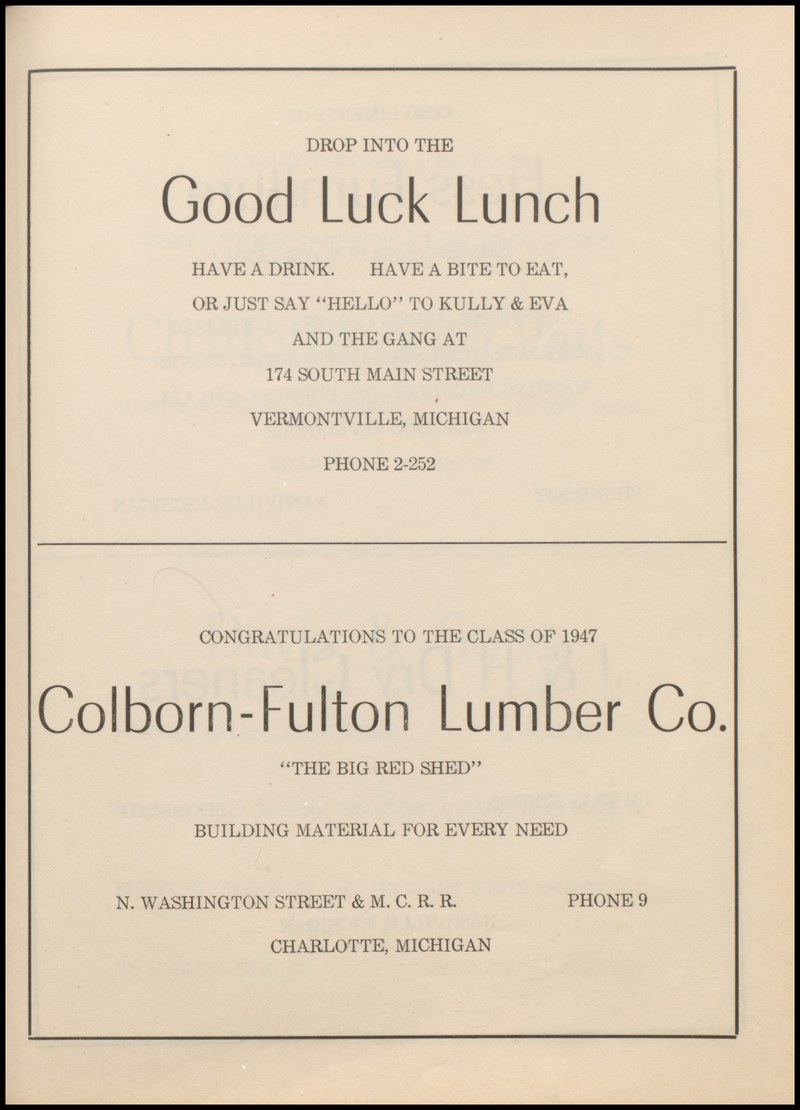 DROP INTO THE
Good Luck Lunch
HAVE A DRINK. HAVE A BITE TO EAT,
OR JUST SAY "HELLO" TO KULLY & EVA
AND THE GANG AT
174 SOUTH MAIN STREET
VERMONTVILLE, MICHIGAN
PHONE 2-252
CONGRATULATIONS TO THE CLASS OF 1947
Colborn-Fulton Lumber Co.
"THE BIG RED SHED"
BUILDING MATERIAL FOR EVERY NEED
N. WASHINGTON STREET & M. C. R. R. PHONE 9
CHARLOTTE, MICHIGAN